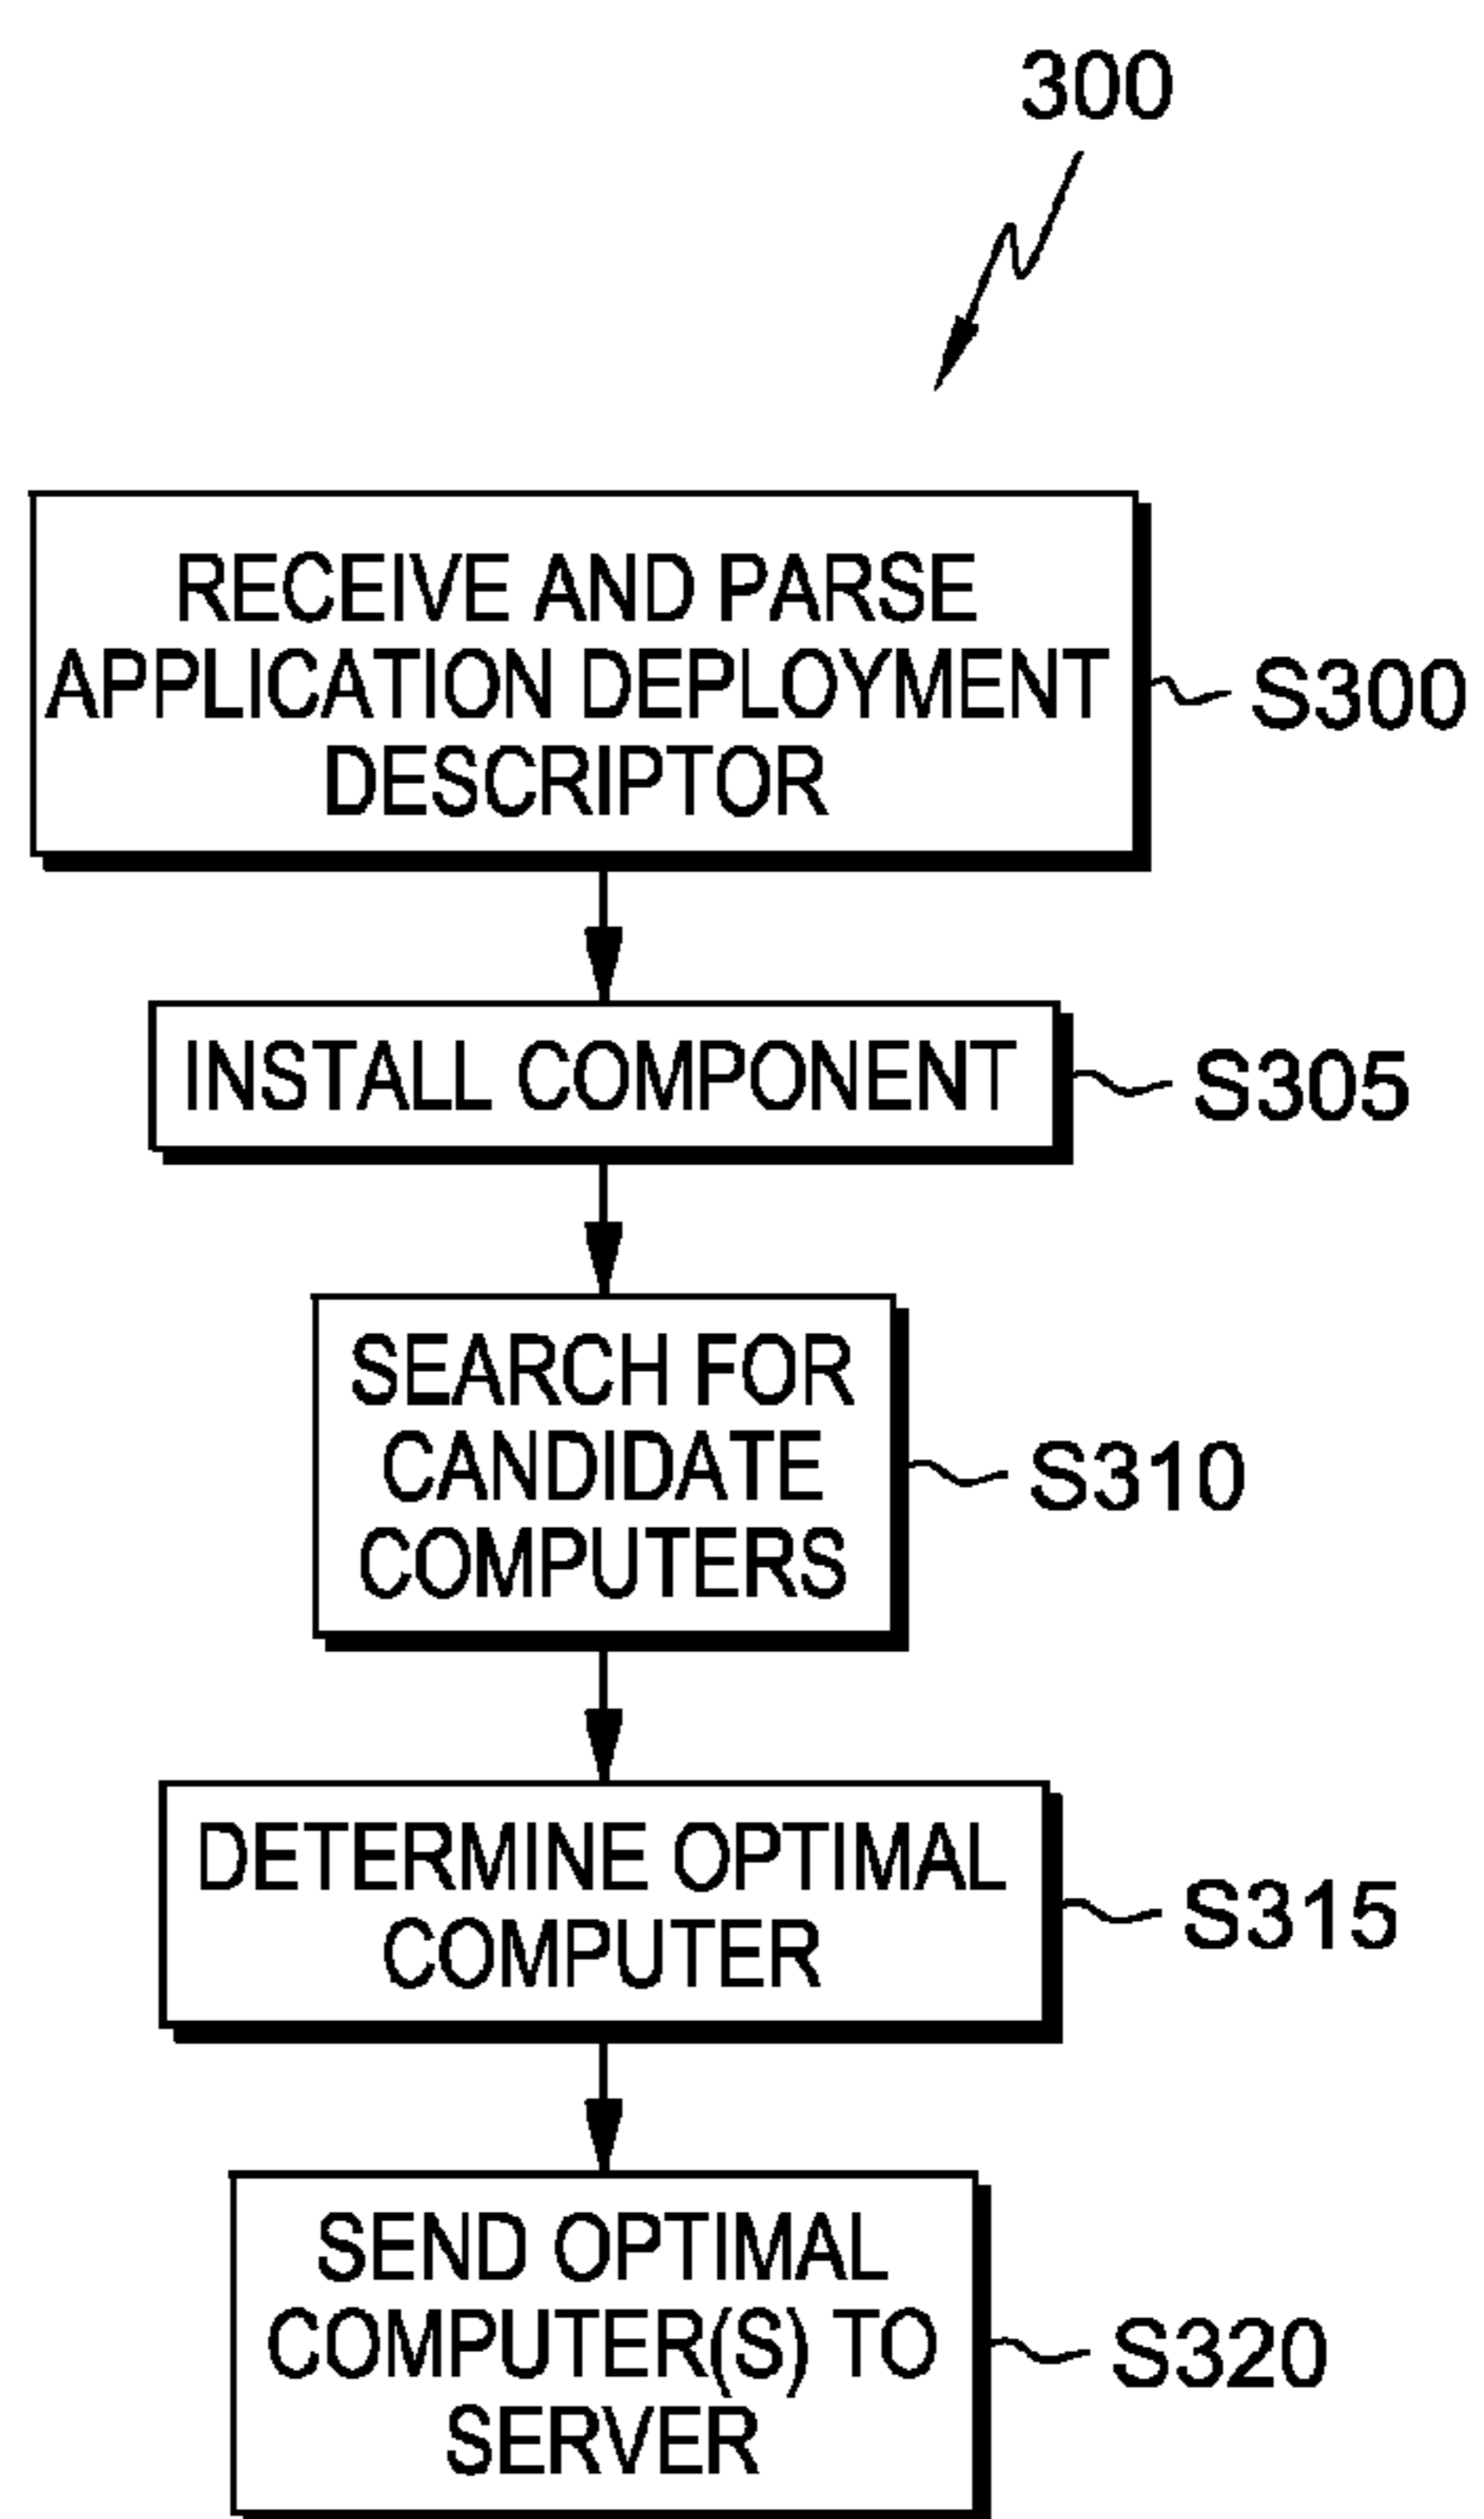 300
RECEIVE AND PARSE
APPLICATION DEPLOYMENT
DESCRIPTOR
S300
INSTALL COMPONENT
S305
SEARCH FOR
CANDIDATE
COMPUTERS
S310
DETERMINE OPTIMAL
COMPUTER
S315
SEND OPTIMAL
COMPUTER(S) TO
SERVER
S320